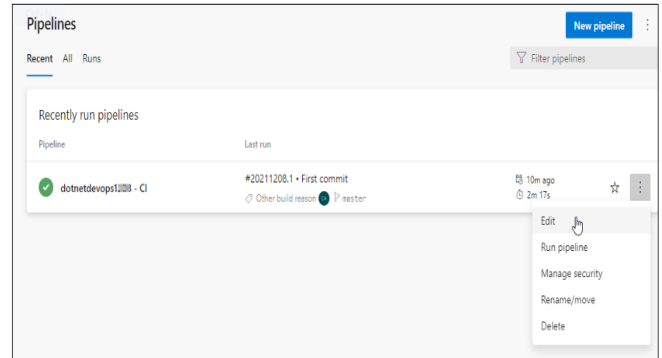 Pipelines
New pipeline
Recent All Runs
Filter pipelines
Recently run pipelines
Pipeline Last run
#20211208.1 • First commit
10m ago
- CI
Other build reason master
2m 17s
Edit
Run pipeline
Manage security
Rename/move
Delete